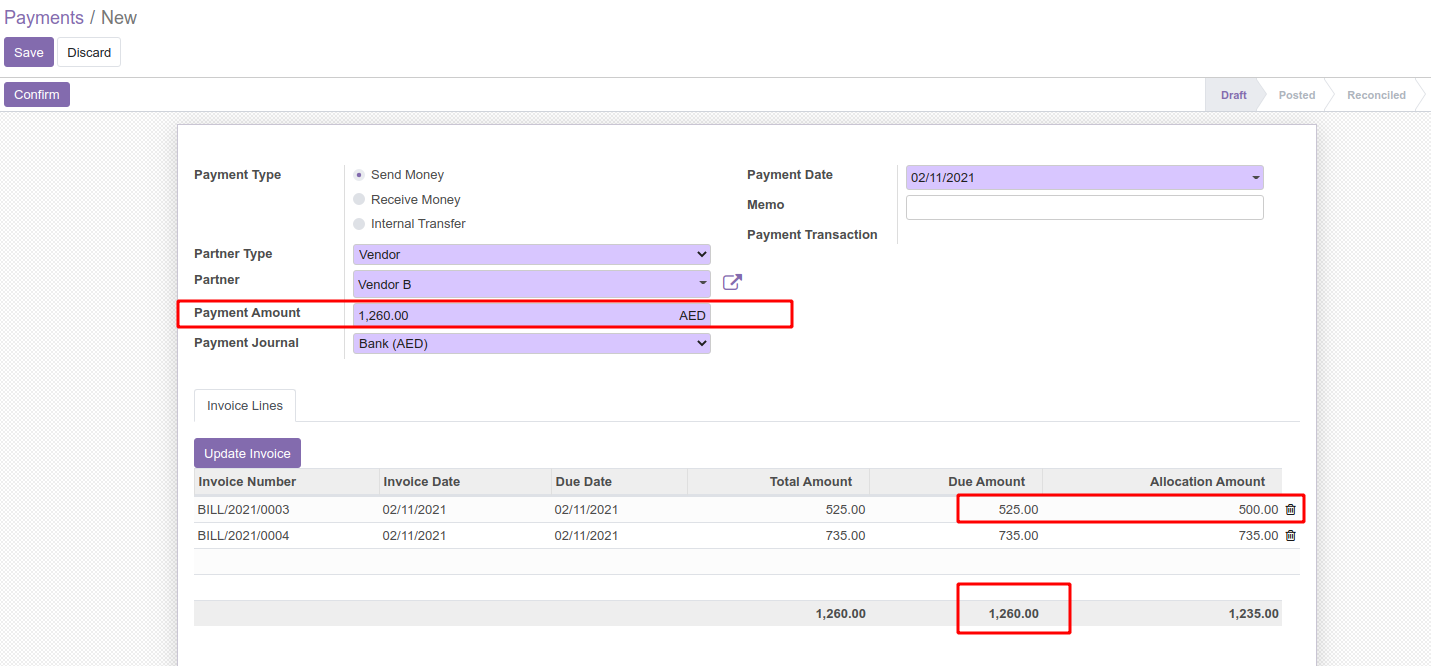 Payments / New
Save Discard
Confirm Draft Posted Reconciled
Payment Type Send Money Payment Date 02/11/2021
Receive Money Memo
Internal Transfer Payment Transaction
Partner Type Vendor
Partner Vendor B
Payment Amount 1,260.00 AED
Payment Journal Bank (AED)
Invoice Lines
Update Invoice
Invoice Number Invoice Date Due Date Total Amount Due Amount Allocation Amount
BILL/2021/0003 02/11/2021 02/11/2021 525.00 525.00 500.00
BILL/2021/0004 02/11/2021 02/11/2021 735.00 735.00 735.00
1,260.00 1,260.00 1,235.00